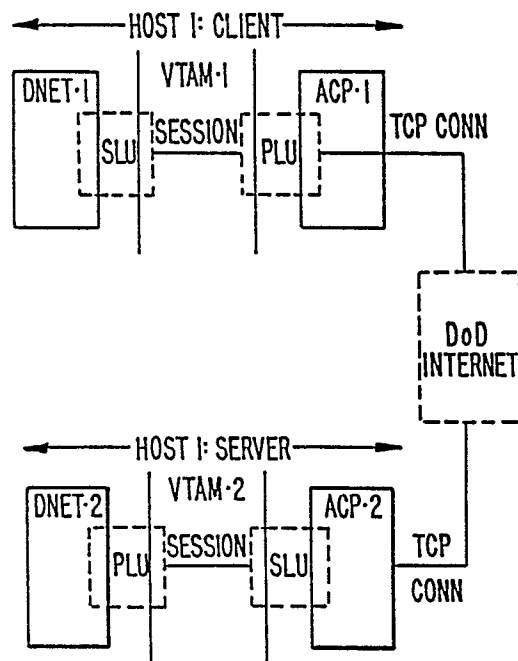 HOST 1: CLIENT
DNET·1
VTAM·1
ACP·1
SLU
SESSION
PLU
TCP CONN
DoD
INTERNET
HOST 1: SERVER
DNET·2
VTAM·2
ACP·2
PLU
SESSION
SLU
TCP
CONN